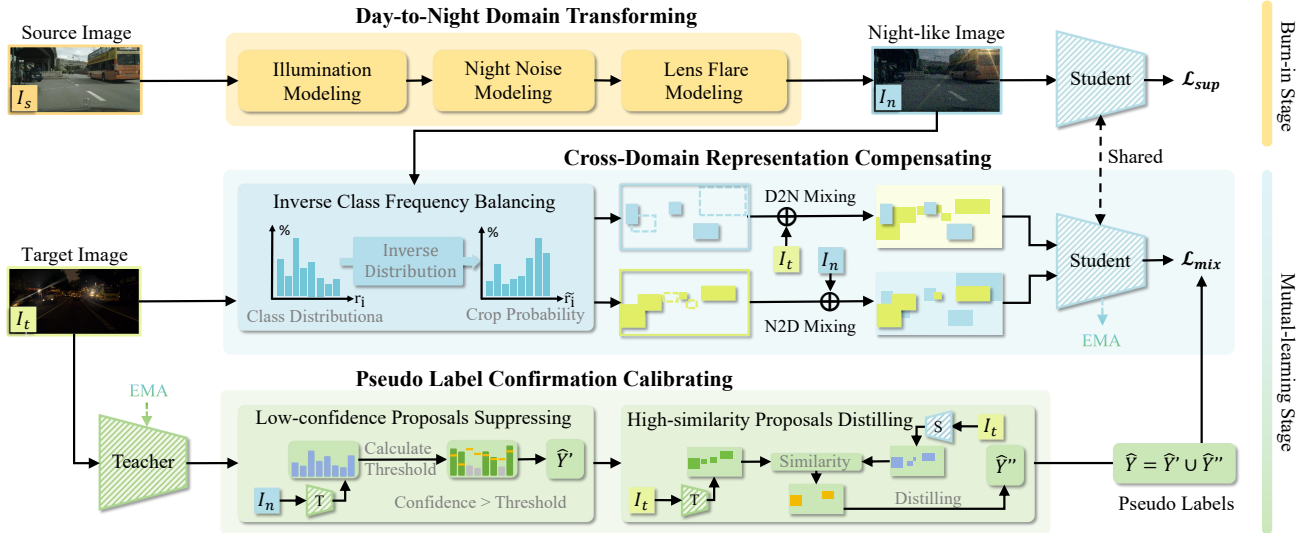 Day-to-Night Domain Transforming
Source Image
Night-like Image
I_s
Illumination
Modeling
Night Noise
Modeling
Lens Flare
Modeling
I_n
Student
ℒ_sup
Burn-in Stage
Shared
Cross-Domain Representation Compensating
Inverse Class Frequency Balancing
%
Inverse
Distribution
%
r_i
r̃_i
Class Distributiona
Crop Probability
D2N Mixing
I_t
I_n
N2D Mixing
Student
ℒ_mix
EMA
Target Image
I_t
Mutual-learning Stage
Pseudo Label Confirmation Calibrating
EMA
Teacher
Low-confidence Proposals Suppressing
Calculate
Threshold
Ŷ'
I_n
T
Confidence > Threshold
High-similarity Proposals Distilling
S
I_t
Similarity
Ŷ''
I_t
T
Distilling
Ŷ = Ŷ' ∪ Ŷ''
Pseudo Labels